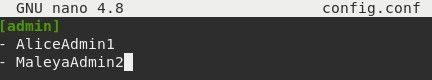 GNU nano 4.8 config.conf
[admin]
- AliceAdmin1
- MaleyaAdmin2